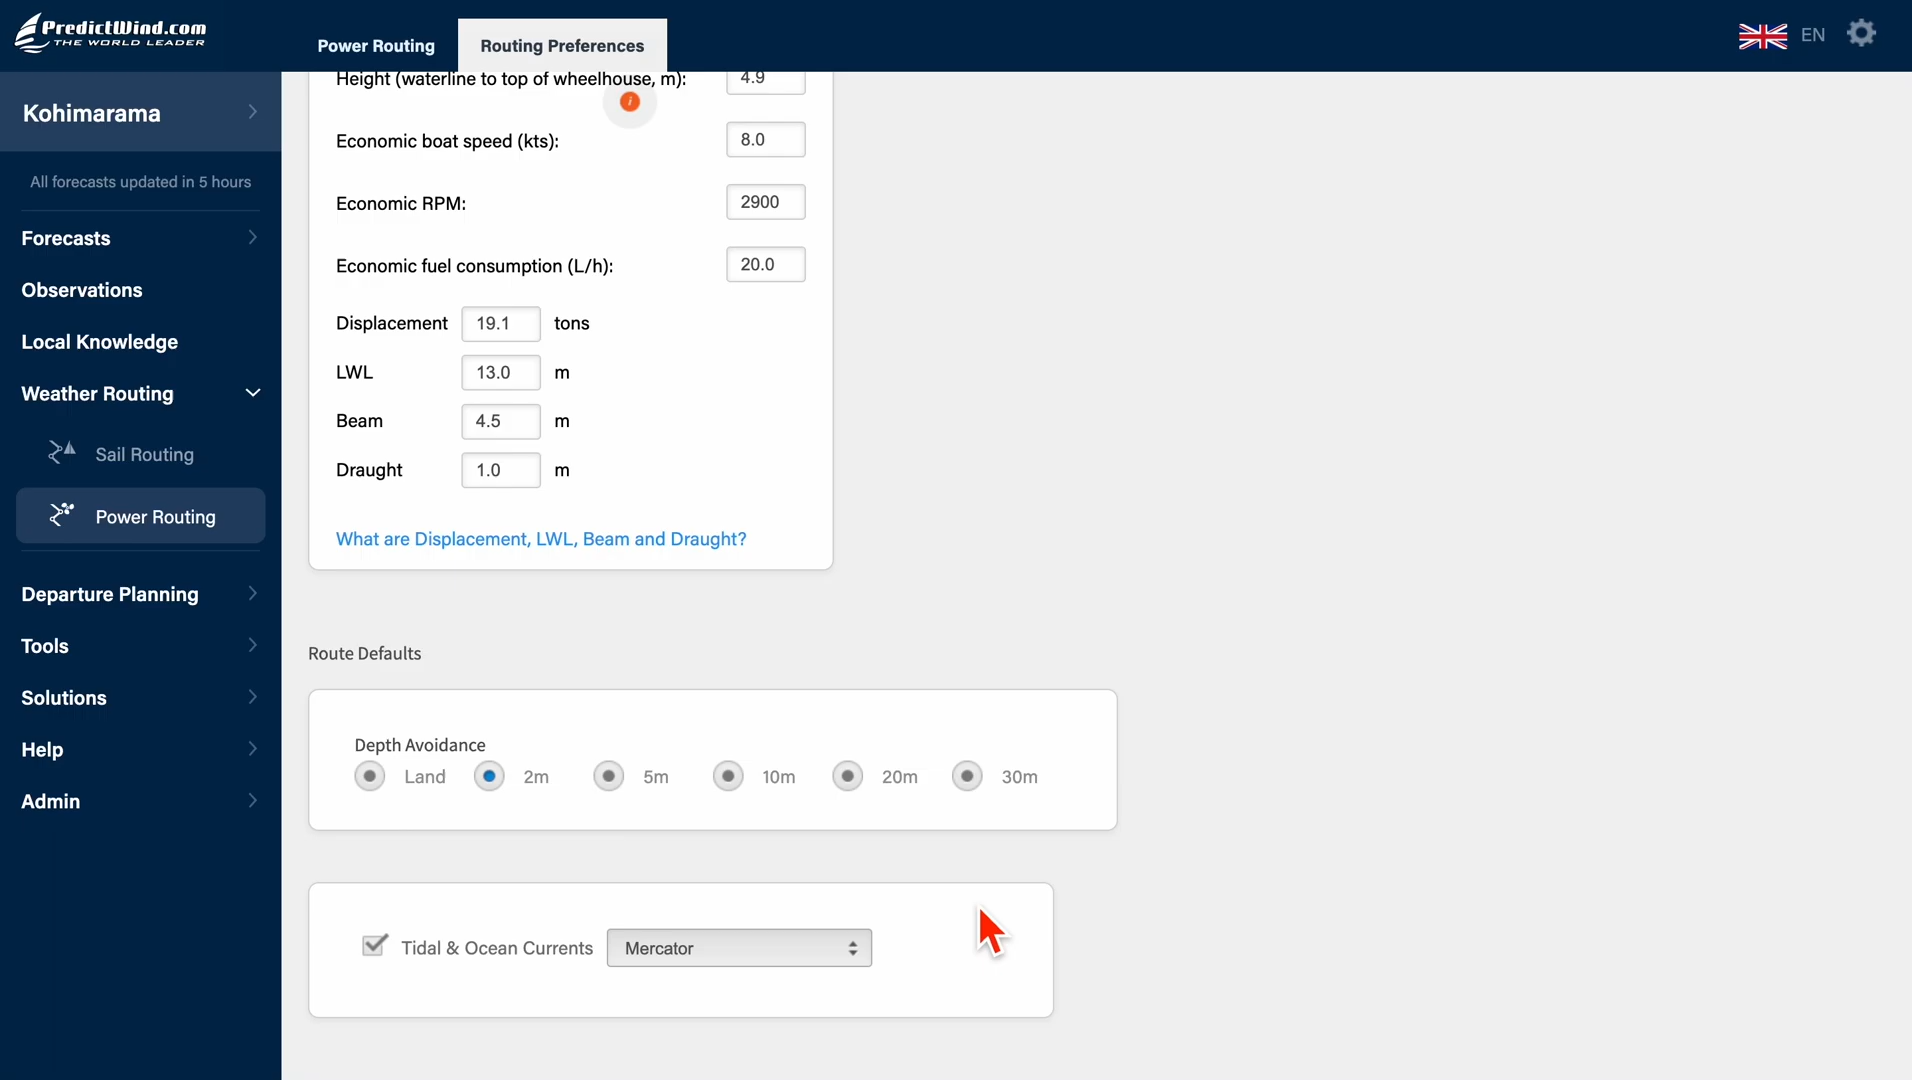 PredictWind.com
THE WORLD LEADER
Power Routing
Routing Preferences
EN
Kohimarama
All forecasts updated in 5 hours
Forecasts
Observations
Local Knowledge
Weather Routing
Sail Routing
Power Routing
Departure Planning
Tools
Solutions
Help
Admin
Height (waterline to top of wheelhouse, m): 4.9
i
Economic boat speed (kts): 8.0
Economic RPM: 2900
Economic fuel consumption (L/h): 20.0
Displacement 19.1 tons
LWL 13.0 m
Beam 4.5 m
Draught 1.0 m
What are Displacement, LWL, Beam and Draught?
Route Defaults
Depth Avoidance
Land 2m 5m 10m 20m 30m
Tidal & Ocean Currents Mercator